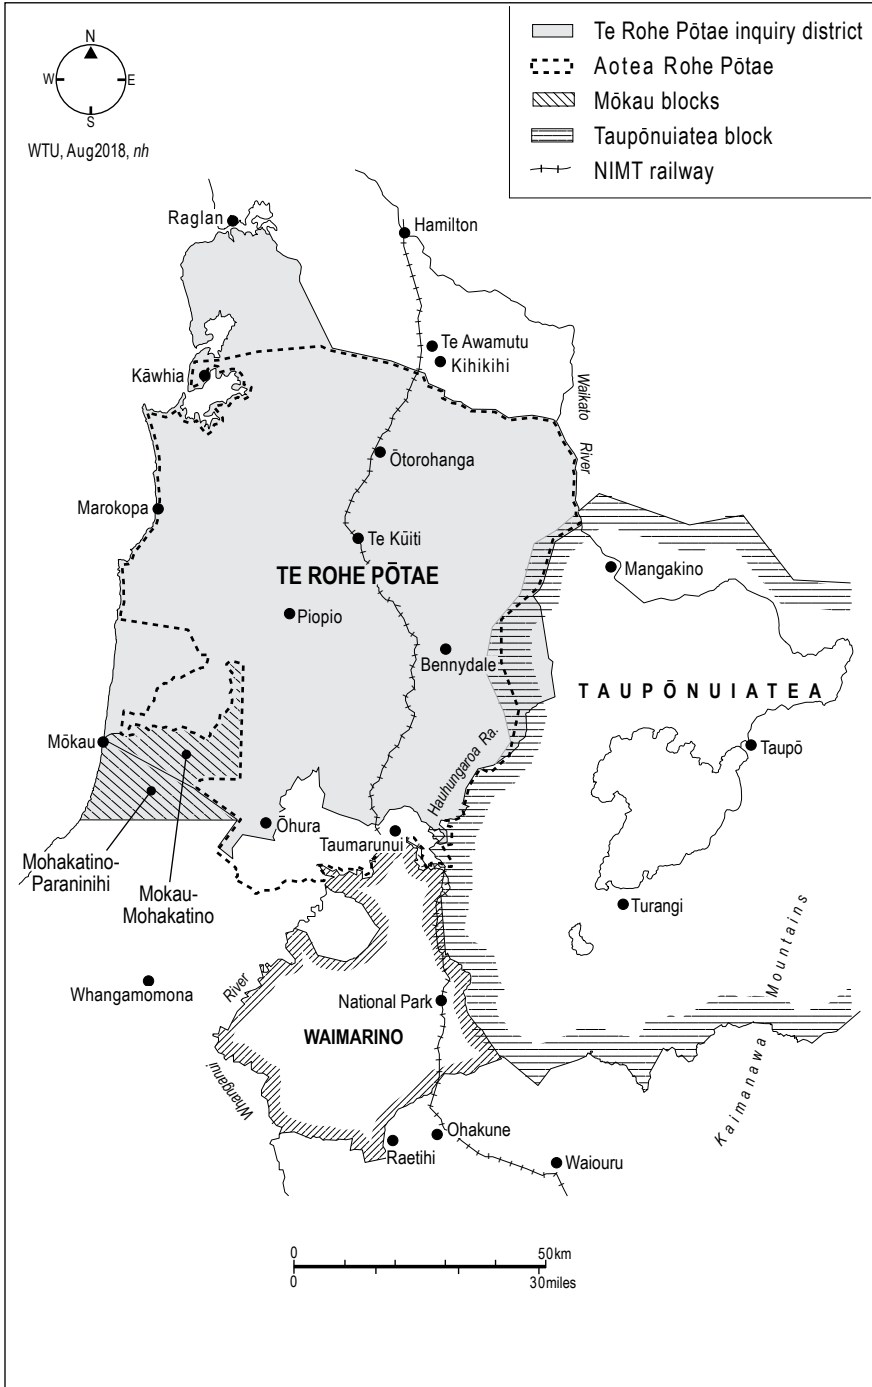 N
W
E
S
WTU, Aug2018, nh
Te Rohe Pōtae inquiry district
Aotea Rohe Pōtae
Mōkau blocks
Taupōnuiatea block
NIMT railway
Raglan
Hamilton
Te Awamutu
Kihikihi
Kāwhia
Waikato
River
Ōtorohanga
Marokopa
Te Kūiti
Mangakino
TE ROHE PŌTAE
Piopio
Bennydale
TAUPŌNUIATEA
Mōkau
Hauhungaroa Ra.
Taupō
Ōhura
Taumarunui
Mohakatino-
Paraninihi
Mokau-
Mohakatino
Turangi
Whangamomona
River
National Park
Mountains
WAIMARINO
Whanganui
Kaimanawa
Ohakune
Raetihi
Waiouru
0
50km
0
30miles